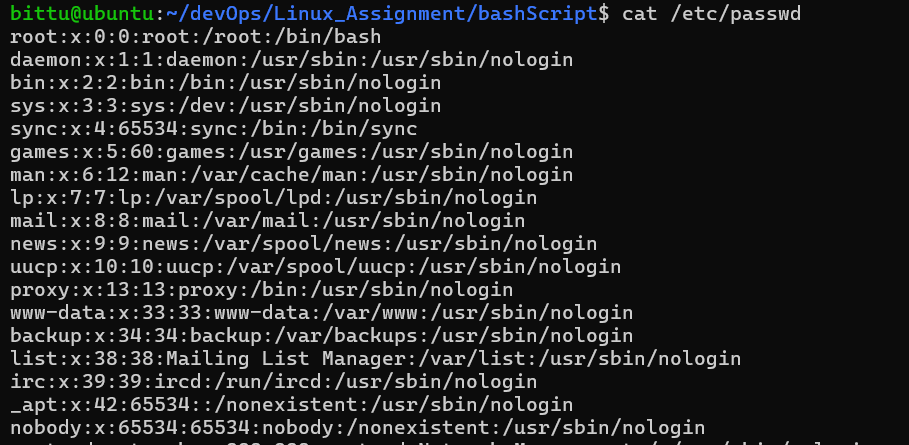 bittu@ubuntu:~/devOps/Linux_Assignment/bashScript$ cat /etc/passwd
root:x:0:0:root:/root:/bin/bash
daemon:x:1:1:daemon:/usr/sbin:/usr/sbin/nologin
bin:x:2:2:bin:/bin:/usr/sbin/nologin
sys:x:3:3:sys:/dev:/usr/sbin/nologin
sync:x:4:65534:sync:/bin:/bin/sync
games:x:5:60:games:/usr/games:/usr/sbin/nologin
man:x:6:12:man:/var/cache/man:/usr/sbin/nologin
lp:x:7:7:lp:/var/spool/lpd:/usr/sbin/nologin
mail:x:8:8:mail:/var/mail:/usr/sbin/nologin
news:x:9:9:news:/var/spool/news:/usr/sbin/nologin
uucp:x:10:10:uucp:/var/spool/uucp:/usr/sbin/nologin
proxy:x:13:13:proxy:/bin:/usr/sbin/nologin
www-data:x:33:33:www-data:/var/www:/usr/sbin/nologin
backup:x:34:34:backup:/var/backups:/usr/sbin/nologin
list:x:38:38:Mailing List Manager:/var/list:/usr/sbin/nologin
irc:x:39:39:ircd:/run/ircd:/usr/sbin/nologin
_apt:x:42:65534::/nonexistent:/usr/sbin/nologin
nobody:x:65534:65534:nobody:/nonexistent:/usr/sbin/nologin